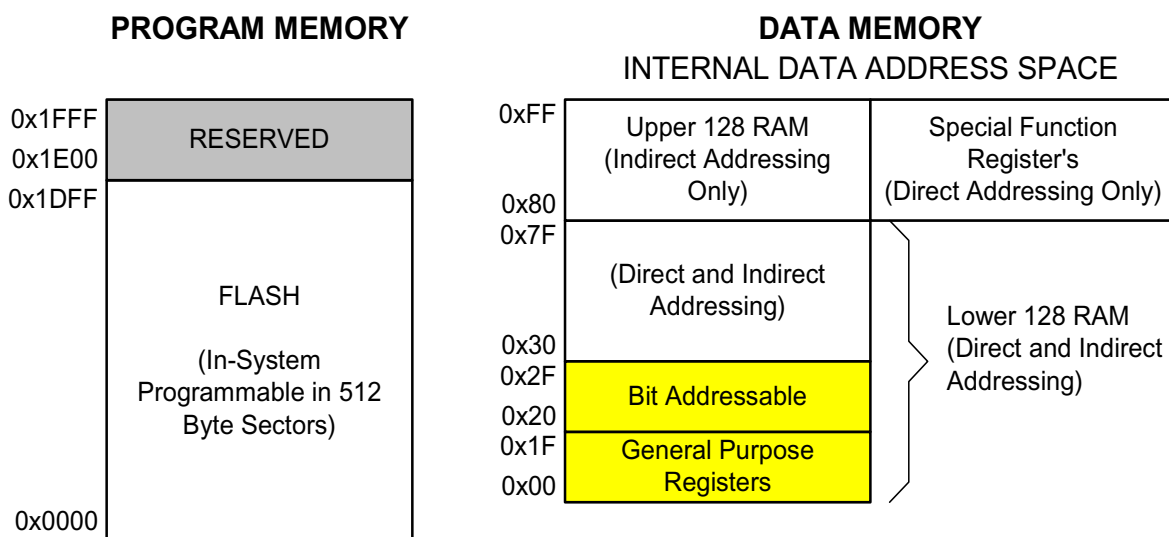 PROGRAM MEMORY
0x1FFF
RESERVED
0x1E00
0x1DFF
FLASH
(In-System
Programmable in 512
Byte Sectors)
0x0000
DATA MEMORY
INTERNAL DATA ADDRESS SPACE
0xFF
Upper 128 RAM
(Indirect Addressing
Only)
0x80
Special Function
Register's
(Direct Addressing Only)
0x7F
(Direct and Indirect
Addressing)
0x30
0x2F
Bit Addressable
0x20
0x1F
General Purpose
Registers
0x00
Lower 128 RAM
(Direct and Indirect
Addressing)